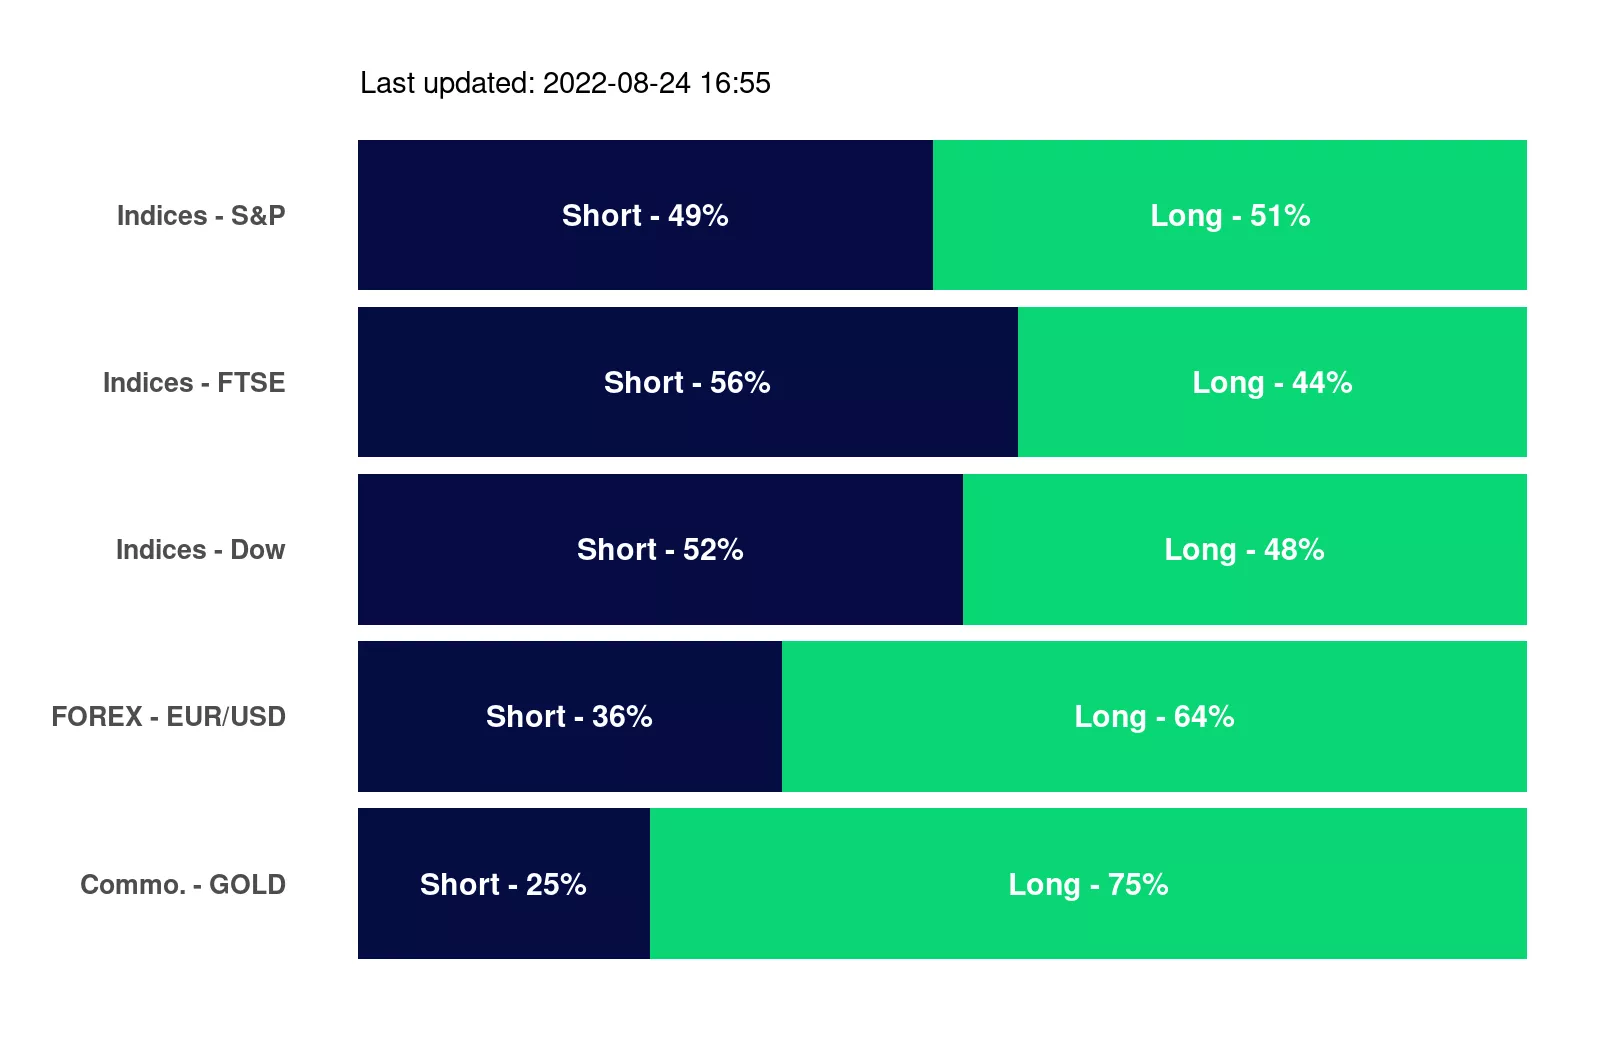 Last updated: 2022-08-24 16:55
Indices - S&P
Short - 49%
Long - 51%
Indices - FTSE
Short - 56%
Long - 44%
Indices - Dow
Short - 52%
Long - 48%
FOREX - EUR/USD
Short - 36%
Long - 64%
Commo. - GOLD
Short - 25%
Long - 75%